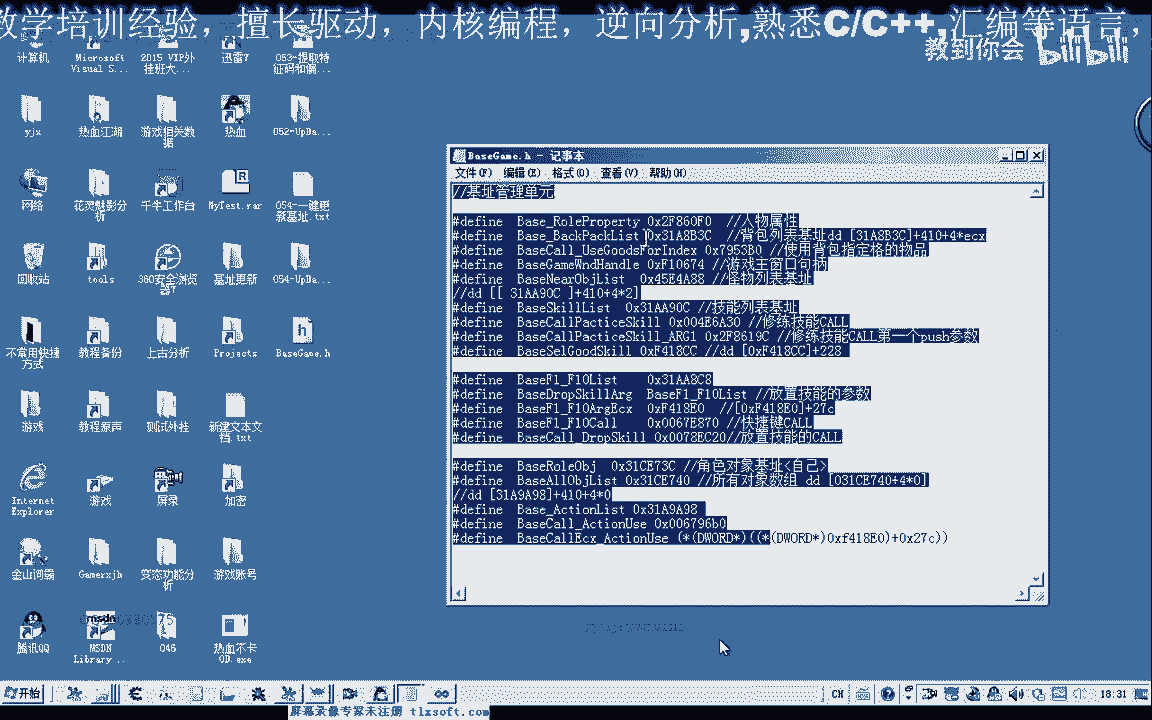 教学培训经验，擅长驱动，内核编程，逆向分析,熟悉C/C++,汇编等语言，
教到你会 bilibili
计算机
Microsoft Visual S...
2015 VIP外挂班大...
迅雷7
053-提取特征码和偏...
yjx
热血江湖
游戏相关数据
热血
052-UpDa...
网络
花灵魅影分析
千牛工作台
MyTest.rar
054-一键更新基址.txt
回收站
tools
360安全浏览器7
基址更新
054-UpDa...
不常用快捷方式
教程备份
上古分析
Projects
BaseGame.h
游戏
教程原声
测试外挂
新建文本文档.txt
Internet Explorer
游戏
屏录
加密
金山词霸
Gamerxjh
变态功能分析
游戏账号
腾讯QQ
MSDN Library ..
046
热血不卡OD.exe
BaseGame.h - 记事本
文件(F) 编辑(E) 格式(O) 查看(V) 帮助(H)
//基址管理单元
#define  Base_RoleProperty 0x2F860F0  //人物属性
#define  Base_BackPackList 0x31A8B3C  //背包列表基址dd [31A8B3C]+410+4*ecx
#define  BaseCall_UseGoodsForIndex 0x7953B0 //使用背包指定格的物品
#define  BaseGameWndHandle 0xF10674 //游戏主窗口句柄
#define  BaseNearObjList  0x45E4A88 //怪物列表基址
//dd [[ 31AA90C ]+410+4*2]
#define  BaseSkillList  0x31AA90C //技能列表基址
#define  BaseCallPacticeSkill 0x004E6A30 //修炼技能CALL
#define  BaseCallPacticeSkill_ARG1 0x2F8619C //修炼技能CALL第一个push参数
#define  BaseSelGoodSkill 0xF418CC //dd [0xF418CC]+228
#define  BaseF1_F10List    0x31AA8C8
#define  BaseDropSkillArg  BaseF1_F10List //放置技能的参数
#define  BaseF1_F10ArgEcx  0xF418E0  //[0xF418E0]+27c
#define  BaseF1_F10Call    0x0067E870 //快捷键CALL
#define  BaseCall_DropSkill 0x0078EC20//放置技能的CALL
#define  BaseRoleObj  0x31CE73C //角色对象基址<自己>
#define  BaseAllObjList 0x31CE740 //所有对象数组 dd [031CE740+4*0]
//dd [31A9A98]+410+4*0
#define  Base_ActionList 0x31A9A98
#define  BaseCall_ActionUse 0x006796b0
#define  BaseCallEcx_ActionUse (*(DWORD*)((*(DWORD*)0xf418E0)+0x27c))
开始
CH
18:31
屏幕录像专家未注册 tlxsoft.com